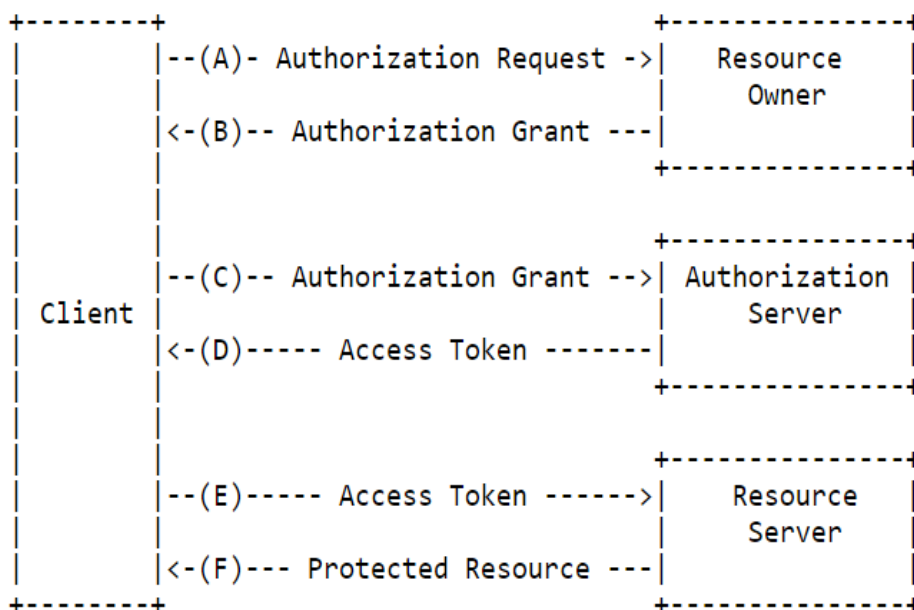 +--------+                               +---------------+
|        |--(A)- Authorization Request ->|   Resource    |
|        |                               |     Owner     |
|        |<-(B)-- Authorization Grant ---|               |
|        |                               +---------------+
|        |
|        |                               +---------------+
|        |--(C)-- Authorization Grant -->| Authorization |
| Client |                               |     Server    |
|        |<-(D)----- Access Token -------|               |
|        |                               +---------------+
|        |
|        |                               +---------------+
|        |--(E)----- Access Token ------>|    Resource   |
|        |                               |     Server    |
|        |<-(F)--- Protected Resource ---|               |
+--------+                               +---------------+